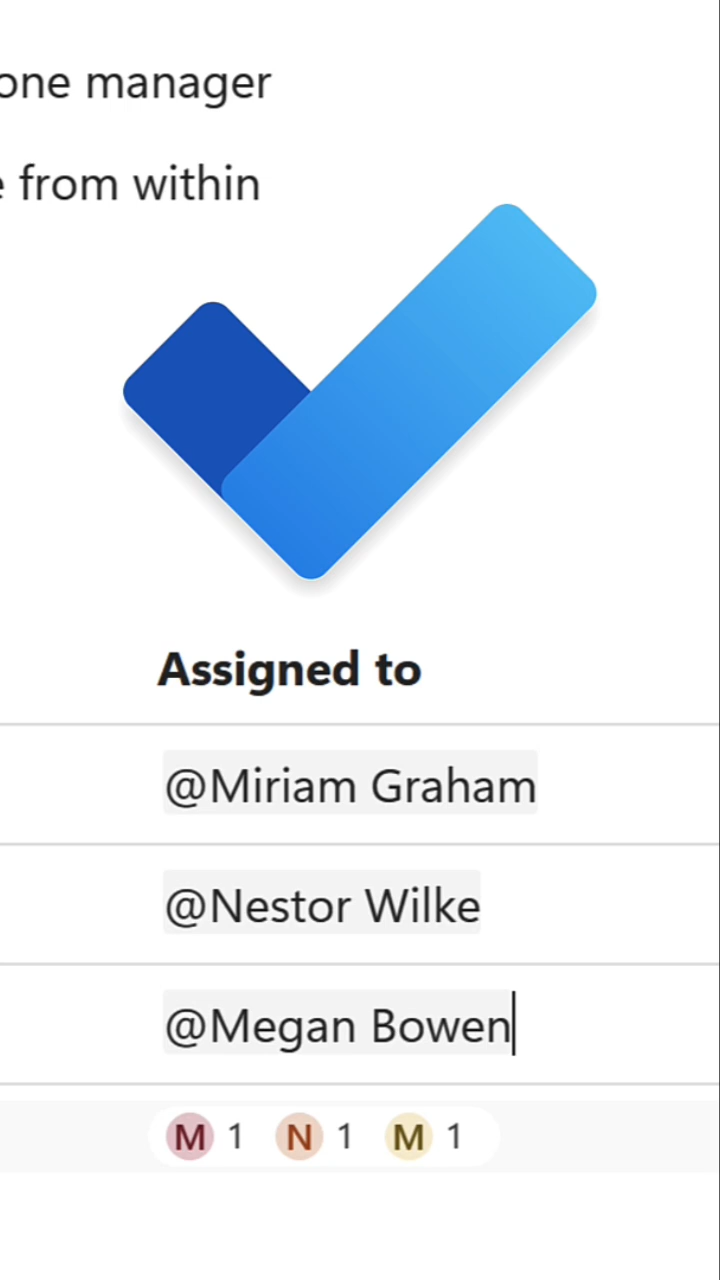 one manager
from within
Assigned to
@Miriam Graham
@Nestor Wilke
@Megan Bowen
M 1 N 1 M 1